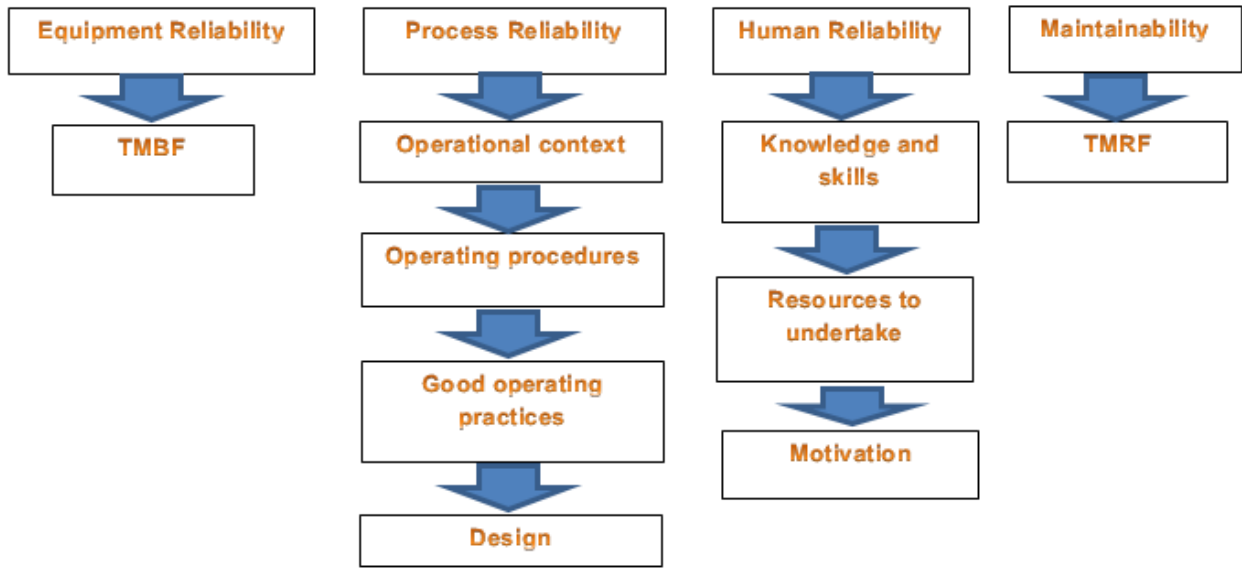 Equipment Reliability
TMBF
Process Reliability
Operational context
Operating procedures
Good operating
practices
Design
Human Reliability
Knowledge and
skills
Resources to
undertake
Motivation
Maintainability
TMRF